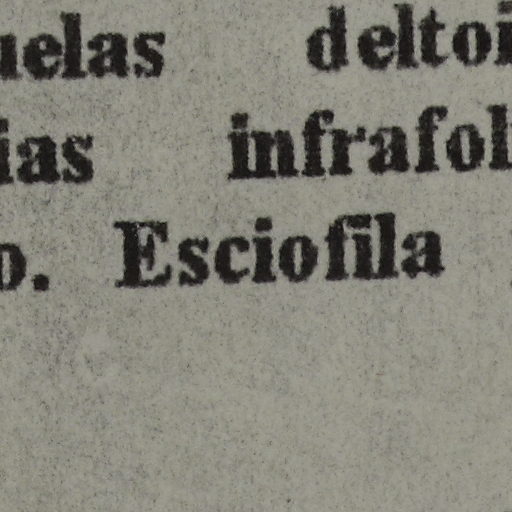 uelas deltoi
ias infrafol
o. Esciofila